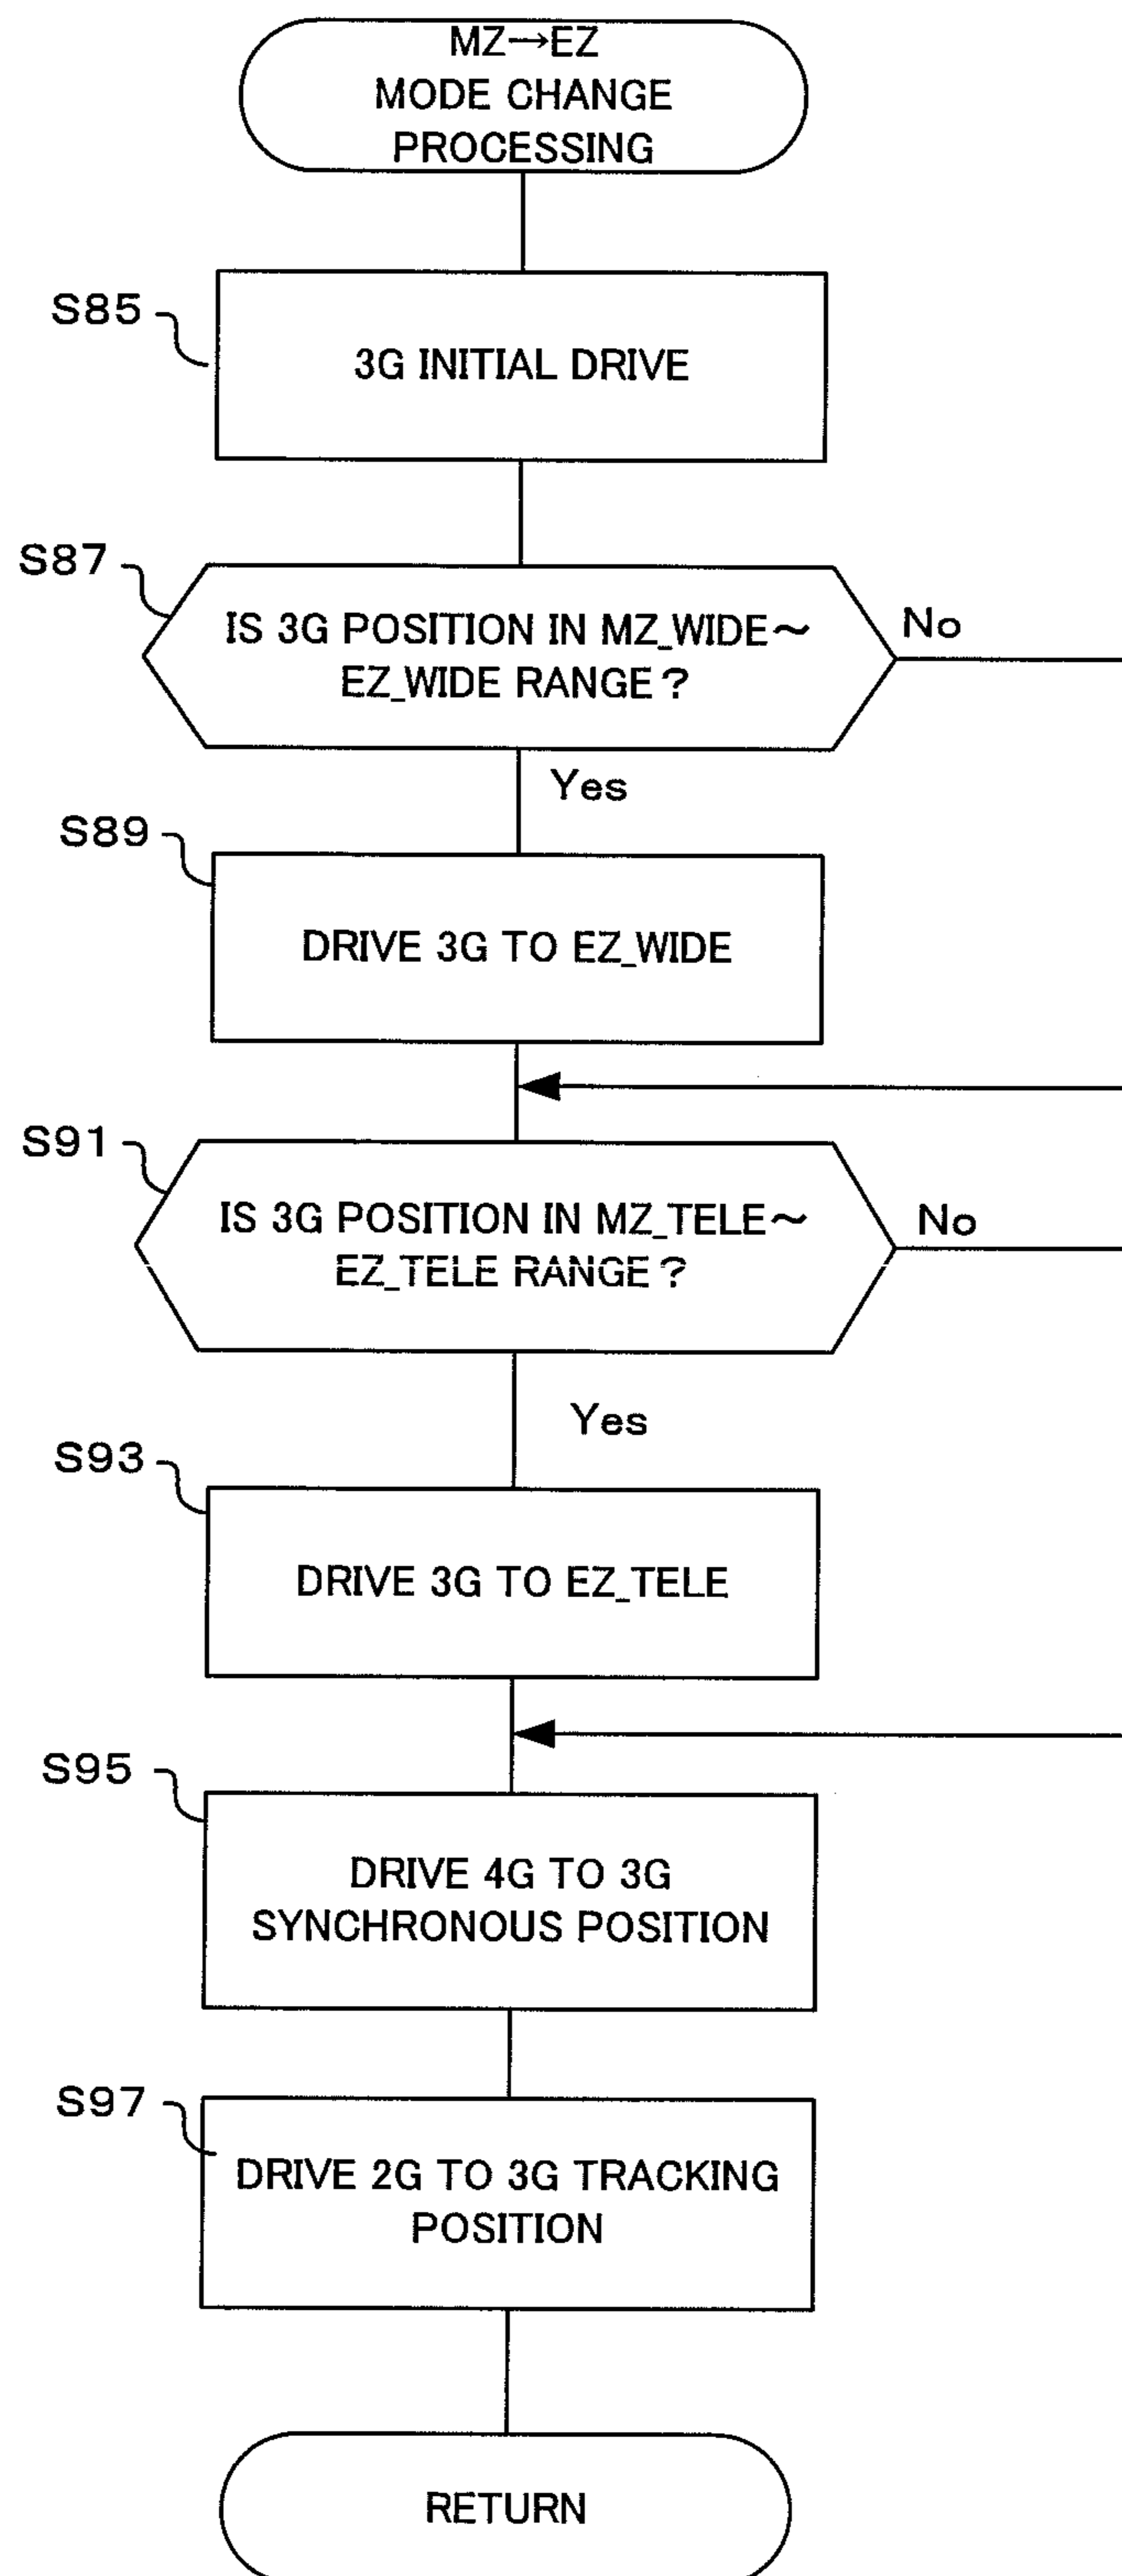 MZ→EZ
MODE CHANGE
PROCESSING
S85
3G INITIAL DRIVE
S87
IS 3G POSITION IN MZ_WIDE～
EZ_WIDE RANGE?
No
Yes
S89
DRIVE 3G TO EZ_WIDE
S91
IS 3G POSITION IN MZ_TELE～
EZ_TELE RANGE?
No
Yes
S93
DRIVE 3G TO EZ_TELE
S95
DRIVE 4G TO 3G
SYNCHRONOUS POSITION
S97
DRIVE 2G TO 3G TRACKING
POSITION
RETURN